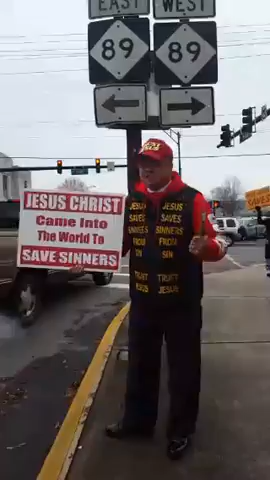 EAST WEST
89 89
JESUS CHRIST
Came Into
The World To
SAVE SINNERS
JESUS JESUS
SAVES SAVES
SINNERS SINNERS
FROM FROM
SIN SIN
TRUST TRUST
JESUS JESUS
SAVES